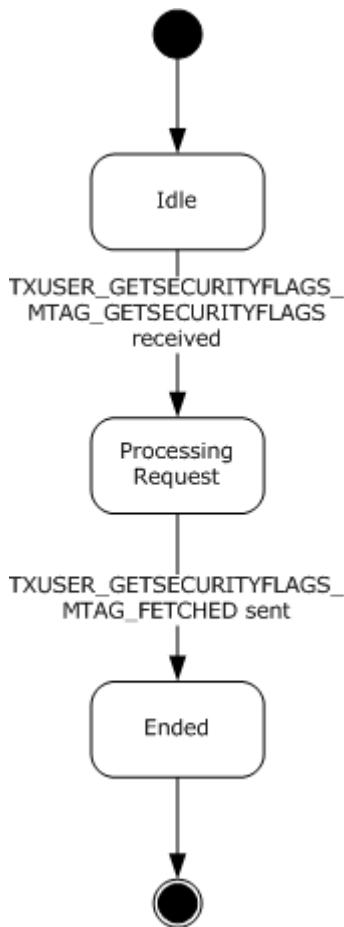 Idle
TXUSER_GETSECURITYFLAGS_
MTAG_GETSECURITYFLAGS
received
Processing
Request
TXUSER_GETSECURITYFLAGS_
MTAG_FETCHED sent
Ended